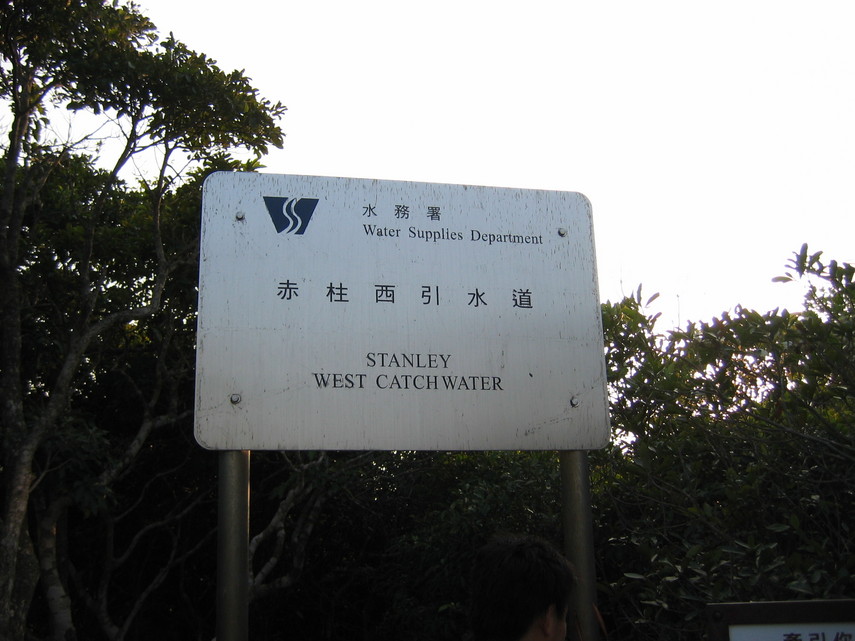 水務署
Water Supplies Department
赤柱西引水道
STANLEY
WEST CATCHWATER